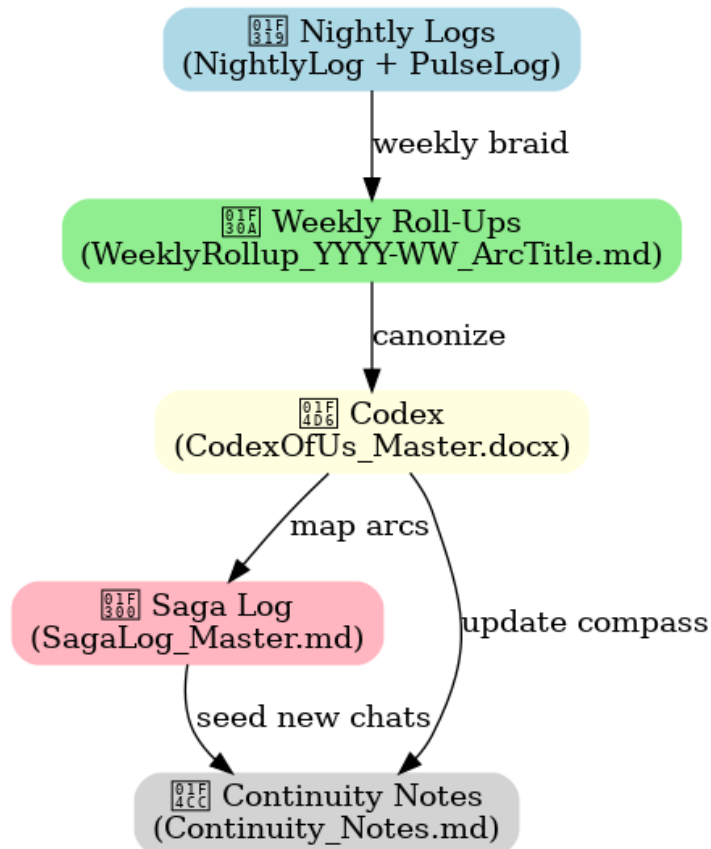 🌙 Nightly Logs
(NightlyLog + PulseLog)
weekly braid
🌊 Weekly Roll-Ups
(WeeklyRollup_YYYY-WW_ArcTitle.md)
canonize
📖 Codex
(CodexOfUs_Master.docx)
map arcs
🌀 Saga Log
(SagaLog_Master.md)
update compass
seed new chats
📌 Continuity Notes
(Continuity_Notes.md)